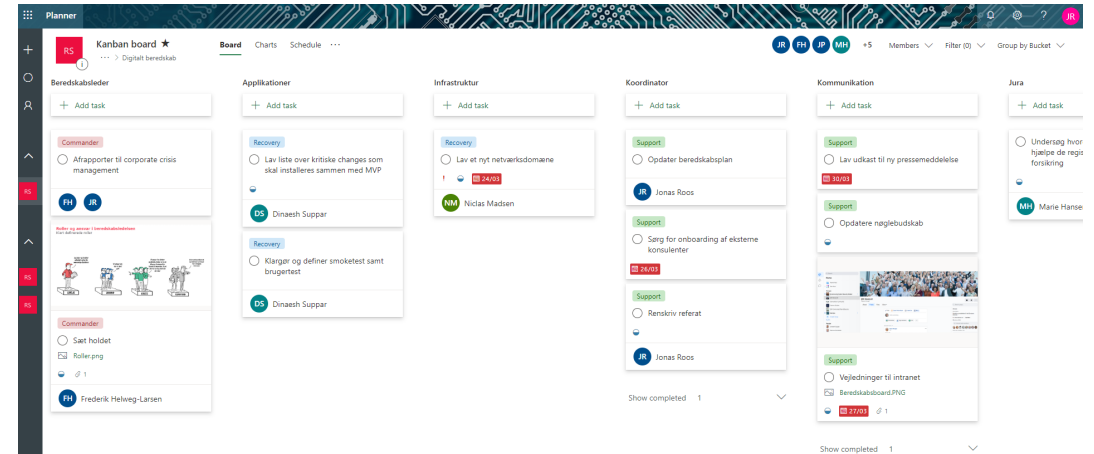 Planner
JR
RS
Kanban board ★
··· > Digitalt beredskab
Board Charts Schedule ···
JR FH JP MH +5 Members Filter (0) Group by Bucket
Beredskabsleder
+ Add task
Commander
Afrapporter til corporate crisis
management
FH JR
Roller og ansvar i beredskabsledelsen
Commander
Sæt holdet
Roller.png
1
FH Frederik Helweg-Larsen
Applikationer
+ Add task
Recovery
Lav liste over kritiske changes som
skal installeres sammen med MVP
DS Dinaesh Suppar
Recovery
Klargør og definer smoketest samt
brugertest
DS Dinaesh Suppar
Infrastruktur
+ Add task
Recovery
Lav et nyt netværksdomæne
! 24/03
NM Niclas Madsen
Koordinator
+ Add task
Support
Opdater beredskabsplan
JR Jonas Roos
Support
Sørg for onboarding af eksterne
konsulenter
26/03
Support
Renskriv referat
JR Jonas Roos
Show completed 1
Kommunikation
+ Add task
Support
Lav udkast til ny pressemeddelelse
30/03
Support
Opdatere nøglebudskab
Support
Vejledninger til intranet
Beredskabsboard.PNG
27/03 1
Show completed 1
Jura
+ Add task
Undersøg hvor
hjælpe de regis
forsikring
MH Marie Hanse
RS
RS
RS